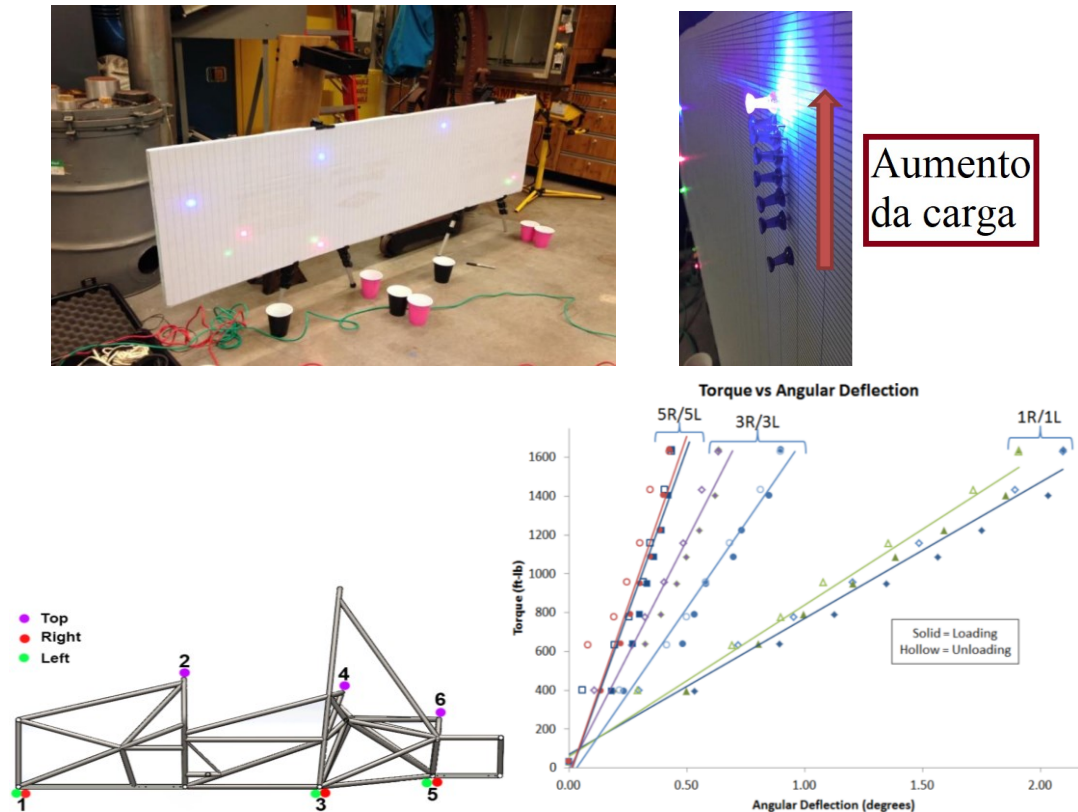 Aumento
da carga
Top
Right
Left
1
2
3
4
5
6
Torque vs Angular Deflection
5R/5L
3R/3L
1R/1L
Torque (ft-lb)
1600
1400
1200
1000
800
600
400
200
0
0.00
0.50
1.00
1.50
2.00
Angular Deflection (degrees)
Solid = Loading
Hollow = Unloading